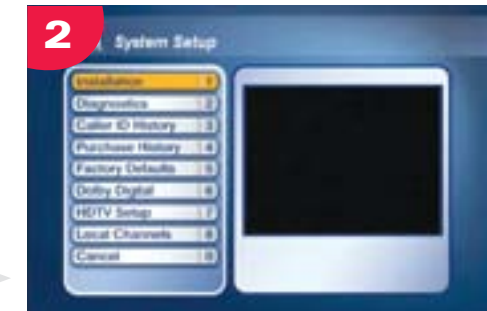 2
System Setup
Installation 1
Diagnostics 2
Caller ID History 3
Purchase History 4
Factory Defaults 5
Dolby Digital 6
HDTV Setup 7
Local Channels 8
Cancel 0